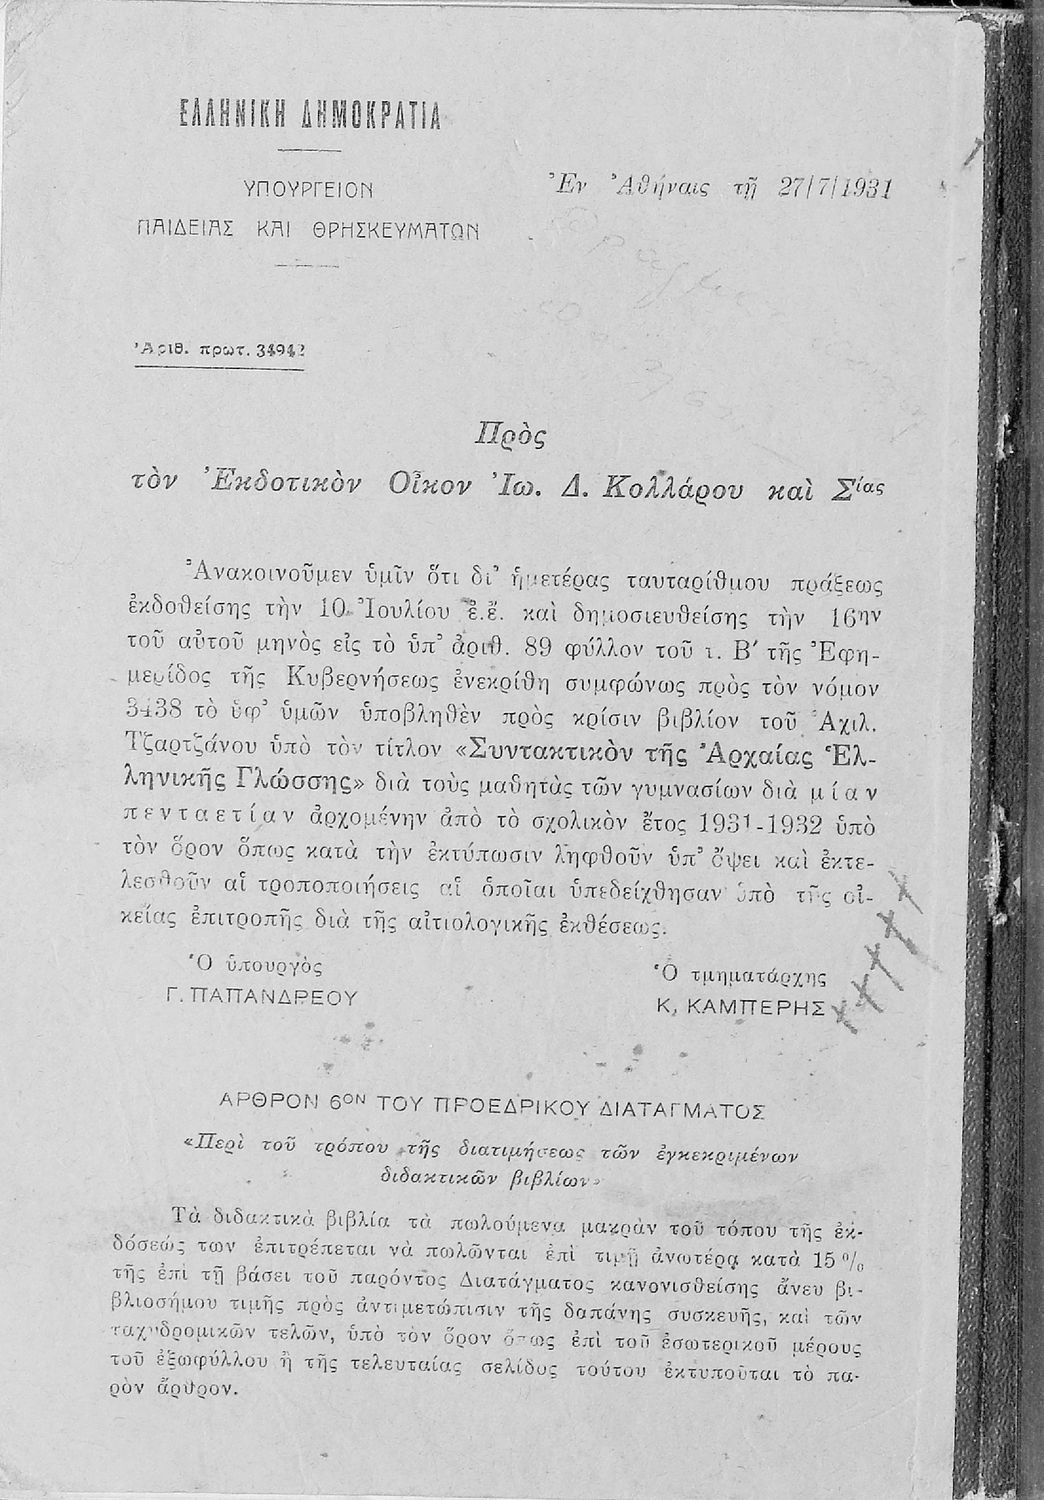 ΕΛΛΗΝΙΚΗ ΔΗΜΟΚΡΑΤΙΑ
ΥΠΟΥΡΓΕΙΟΝ
ΠΑΙΔΕΙΑΣ ΚΑΙ ΘΡΗΣΚΕΥΜΑΤΩΝ
Ἐν Ἀθήναις τῇ 27/7/1931
Ἀριθ. πρωτ. 34942
Πρὸς
τὸν Ἐκδοτικὸν Οἶκον Ἰω. Δ. Κολλάρου καὶ Σίας
Ἀνακοινοῦμεν ὑμῖν ὅτι δι' ἡμετέρας ταυταρίθμου πράξεως
ἐκδοθείσης τὴν 10 Ἰουλίου ἐ.ἔ. καὶ δημοσιευθείσης τὴν 16ην
τοῦ αὐτοῦ μηνὸς εἰς τὸ ὑπ' ἀριθ. 89 φύλλον τοῦ τ. Β' τῆς Ἐφη-
μερίδος τῆς Κυβερνήσεως ἐνεκρίθη συμφώνως πρὸς τὸν νόμον
3438 τὸ ὑφ' ὑμῶν ὑποβληθὲν πρὸς κρίσιν βιβλίον τοῦ Ἀχιλ.
Τζαρτζάνου ὑπὸ τὸν τίτλον «Συντακτικὸν τῆς Ἀρχαίας Ἑλ-
ληνικῆς Γλώσσης» διὰ τοὺς μαθητὰς τῶν γυμνασίων διὰ μίαν
πενταετίαν ἀρχομένην ἀπὸ τὸ σχολικὸν ἔτος 1931-1932 ὑπὸ
τὸν ὅρον ὅπως κατὰ τὴν ἐκτύπωσιν ληφθοῦν ὑπ' ὄψει καὶ ἐκτε-
λεσθοῦν αἱ τροποποιήσεις αἱ ὁποῖαι ὑπεδείχθησαν ὑπὸ τῆς οἰ-
κείας ἐπιτροπῆς διὰ τῆς αἰτιολογικῆς ἐκθέσεως.
Ὁ ὑπουργὸς
Γ. ΠΑΠΑΝΔΡΕΟΥ
Ὁ τμηματάρχης
Κ, ΚΑΜΠΕΡΗΣ
ΑΡΘΡΟΝ 6ΟΝ ΤΟΥ ΠΡΟΕΔΡΙΚΟΥ ΔΙΑΤΑΓΜΑΤΟΣ
«Περὶ τοῦ τρόπου τῆς διατιμήσεως τῶν ἐγκεκριμένων
διδακτικῶν βιβλίων»
Τὰ διδακτικὰ βιβλία τὰ πωλούμενα μακρὰν τοῦ τόπου τῆς ἐκ-
δόσεώς των ἐπιτρέπεται νὰ πωλῶνται ἐπὶ τιμῇ ἀνωτέρᾳ κατὰ 15 %
τῆς ἐπὶ τῇ βάσει τοῦ παρόντος Διατάγματος κανονισθείσης ἄνευ βι-
βλιοσήμου τιμῆς πρὸς ἀντιμετώπισιν τῆς δαπάνης συσκευῆς, καὶ τῶν
ταχυδρομικῶν τελῶν, ὑπὸ τὸν ὅρον ὅπως ἐπὶ τοῦ ἐσωτερικοῦ μέρους
τοῦ ἐξωφύλλου ἢ τῆς τελευταίας σελίδος τούτου ἐκτυποῦται τὸ πα-
ρὸν ἄρθρον.